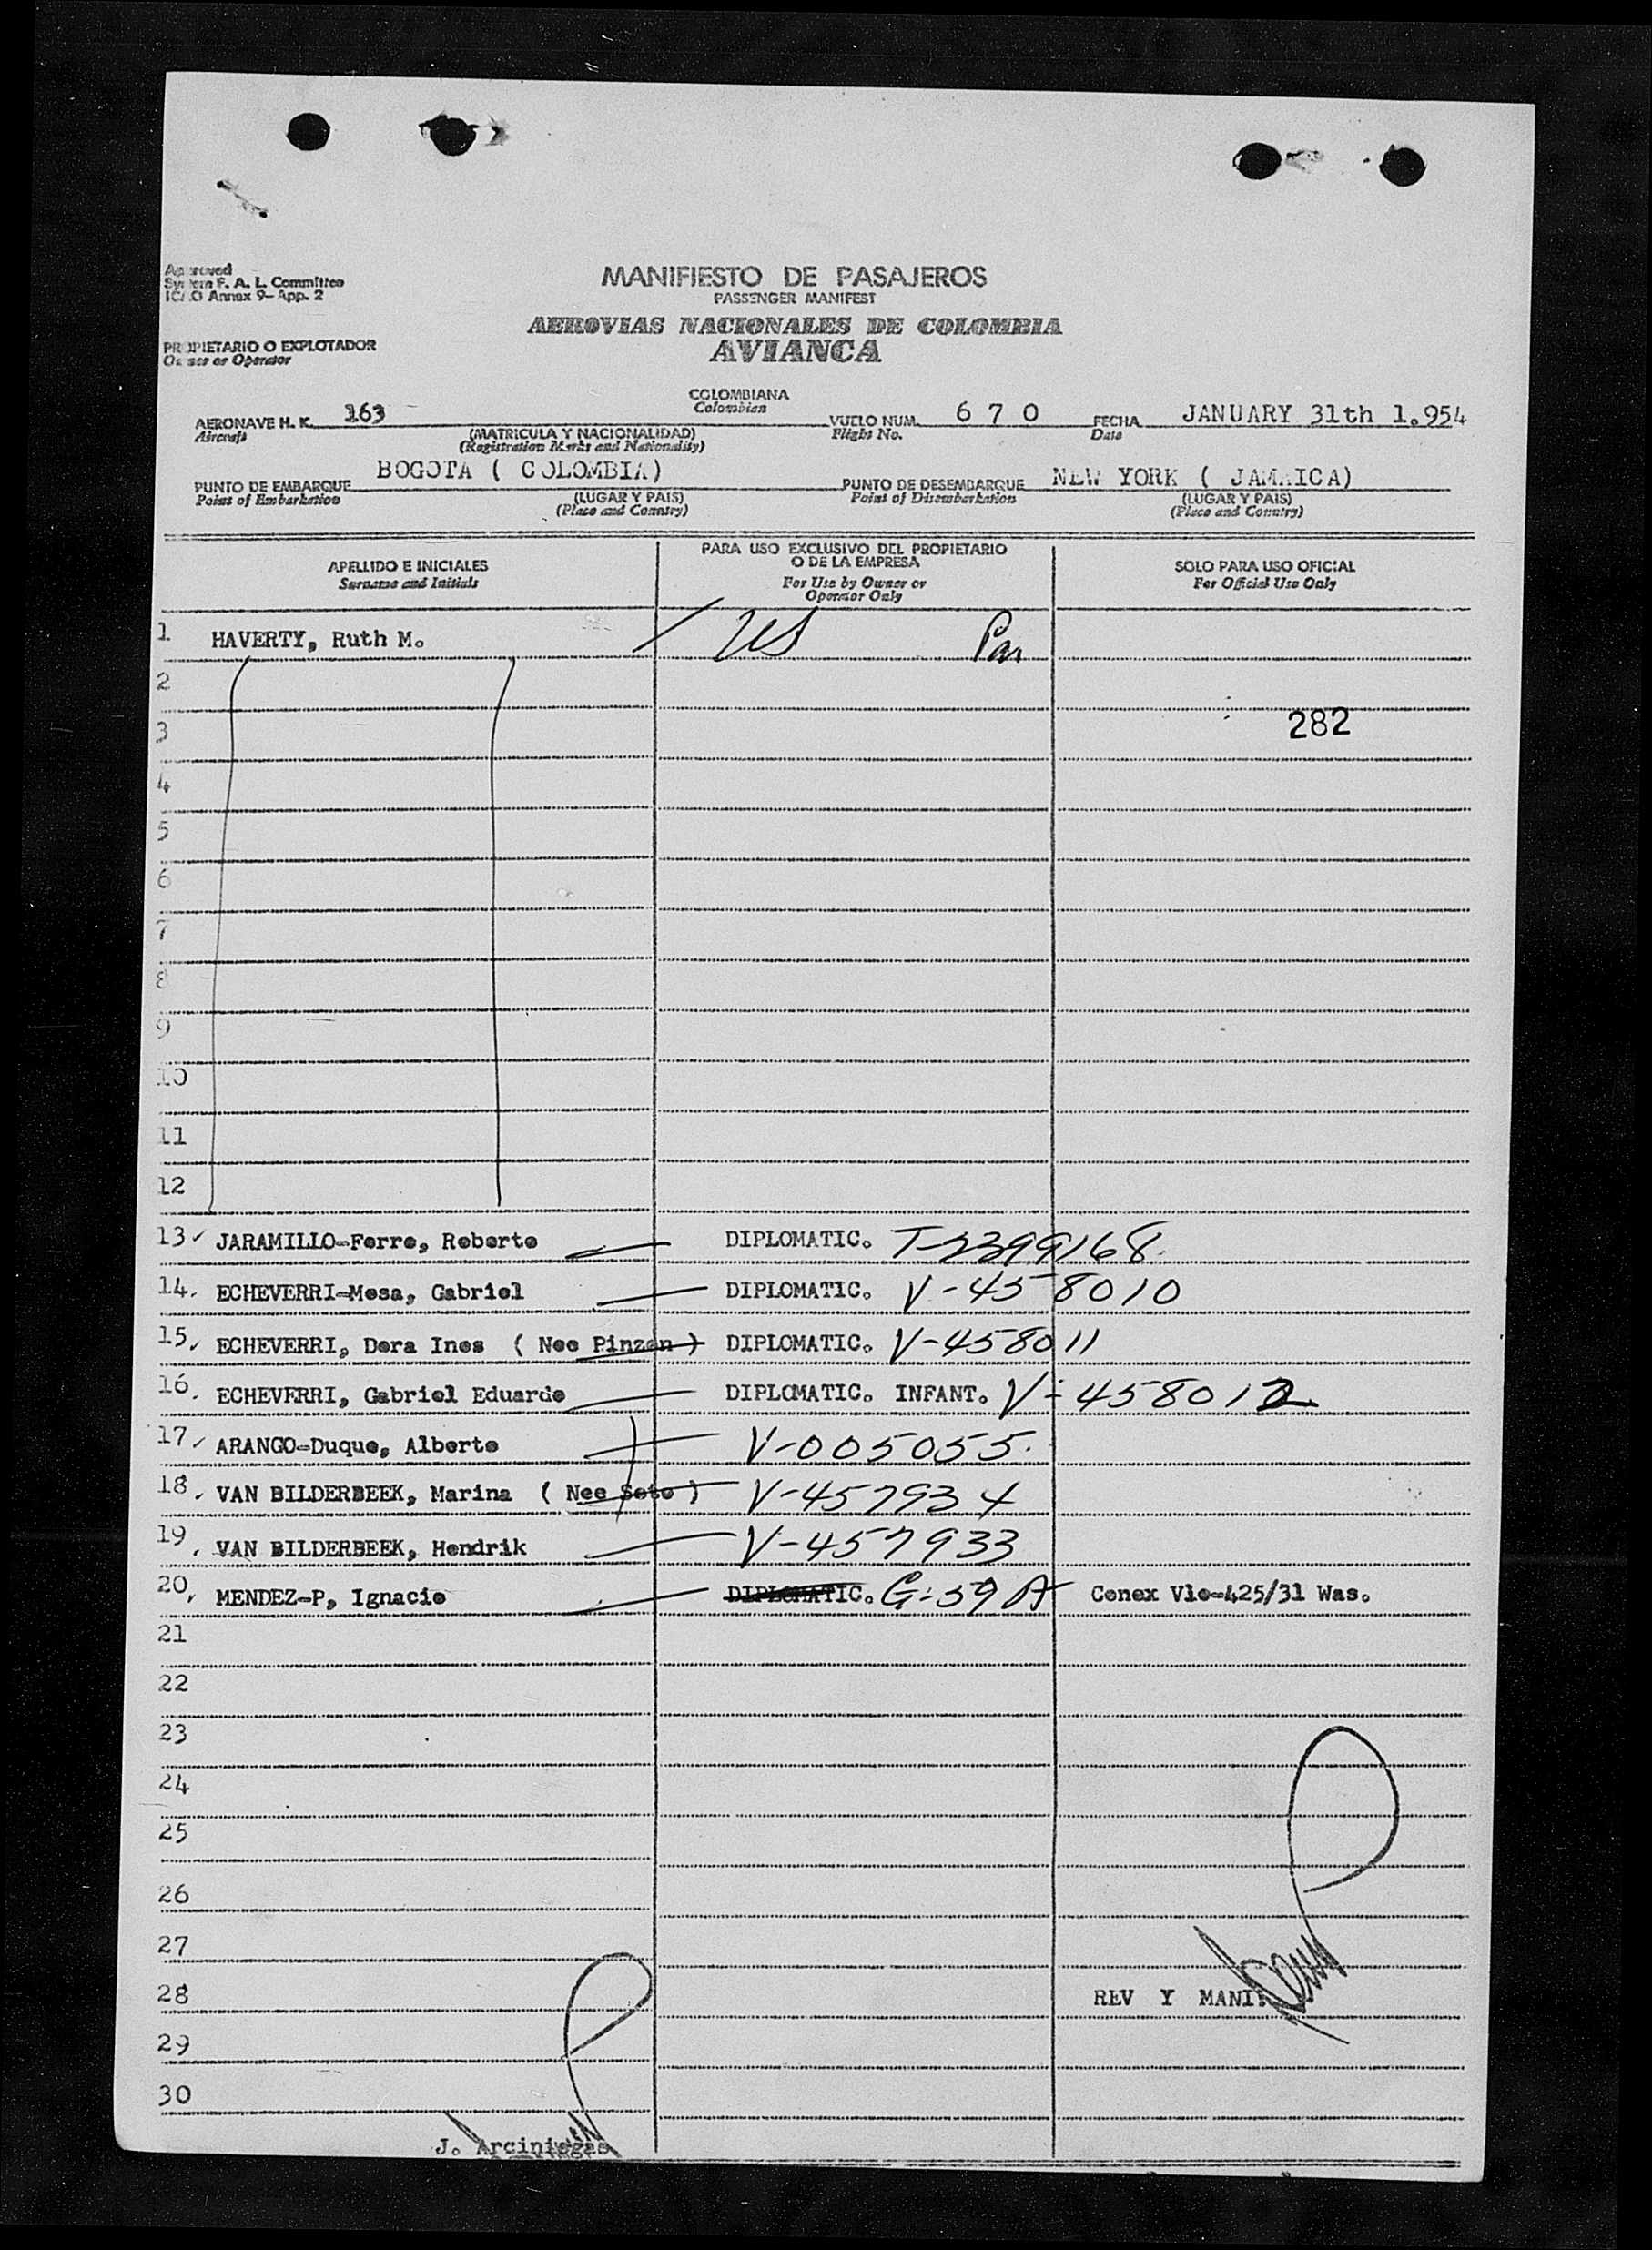 Approved
System F. A. L. Committee
ICAO Annex 9-App. 2
MANIFIESTO DE PASAJEROS
PASSENGER MANIFEST
AEROVIAS NACIONALES DE COLOMBIA
AVIANCA
PROPIETARIO O EXPLOTADOR
Owner or Operator
AERONAVE H. K. 163 COLOMBIANA VUELO NUM. 6 7 0 FECHA JANUARY 31th 1.954
Aircraft (MATRICULA Y NACIONALIDAD) Colombian Flight No. Date
(Registration Marks and Nationality)
PUNTO DE EMBARQUE BOGOTA ( COLOMBIA) PUNTO DE DESEMBARQUE NEW YORK ( JAMAICA)
Point of Embarkation (LUGAR Y PAIS) Point of Disembarkation (LUGAR Y PAIS)
(Place and Country) (Place and Country)
APELLIDO E INICIALES PARA USO EXCLUSIVO DEL PROPIETARIO O DE LA EMPRESA SOLO PARA USO OFICIAL
Surname and Initials For Use by Owner or Operator Only For Official Use Only
1 HAVERTY, Ruth M. US
2
3 282
4
5
6
7
8
9
10
11
12
13 JARAMILLO-Ferro, Roberto DIPLOMATIC. T-2399168
14. ECHEVERRI-Mesa, Gabriel DIPLOMATIC. V-458010
15. ECHEVERRI, Dora Ines ( Nee Pinzon ) DIPLOMATIC. V-458011
16. ECHEVERRI, Gabriel Eduardo DIPLOMATIC. INFANT. V-458012
17. ARANGO-Duque, Alberto V-005055.
18. VAN BILDERBEEK, Marina ( Nee Soto ) V-457934
19. VAN BILDERBEEK, Hendrik V-457933
20. MENDEZ-P, Ignacio DIPLOMATIC. G-59 A Conex Vlo-425/31 Was.
21
22
23
24
25
26
27
28 REV Y MANI.
29
30
J. Arciniegas